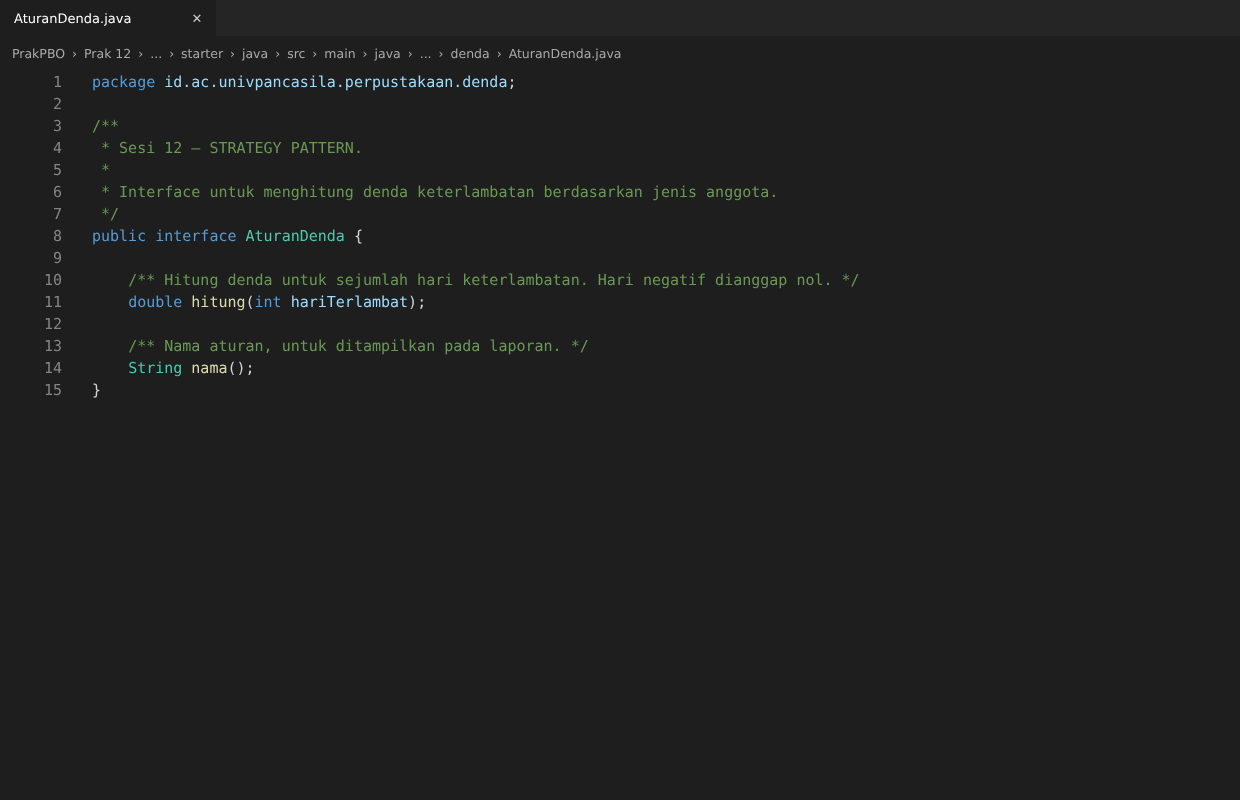 AturanDenda.java ×
PrakPBO › Prak 12 › ... › starter › java › src › main › java › ... › denda › AturanDenda.java
1 package id.ac.univpancasila.perpustakaan.denda;
2
3 /**
4  * Sesi 12 — STRATEGY PATTERN.
5  *
6  * Interface untuk menghitung denda keterlambatan berdasarkan jenis anggota.
7  */
8 public interface AturanDenda {
9
10     /** Hitung denda untuk sejumlah hari keterlambatan. Hari negatif dianggap nol. */
11     double hitung(int hariTerlambat);
12
13     /** Nama aturan, untuk ditampilkan pada laporan. */
14     String nama();
15 }